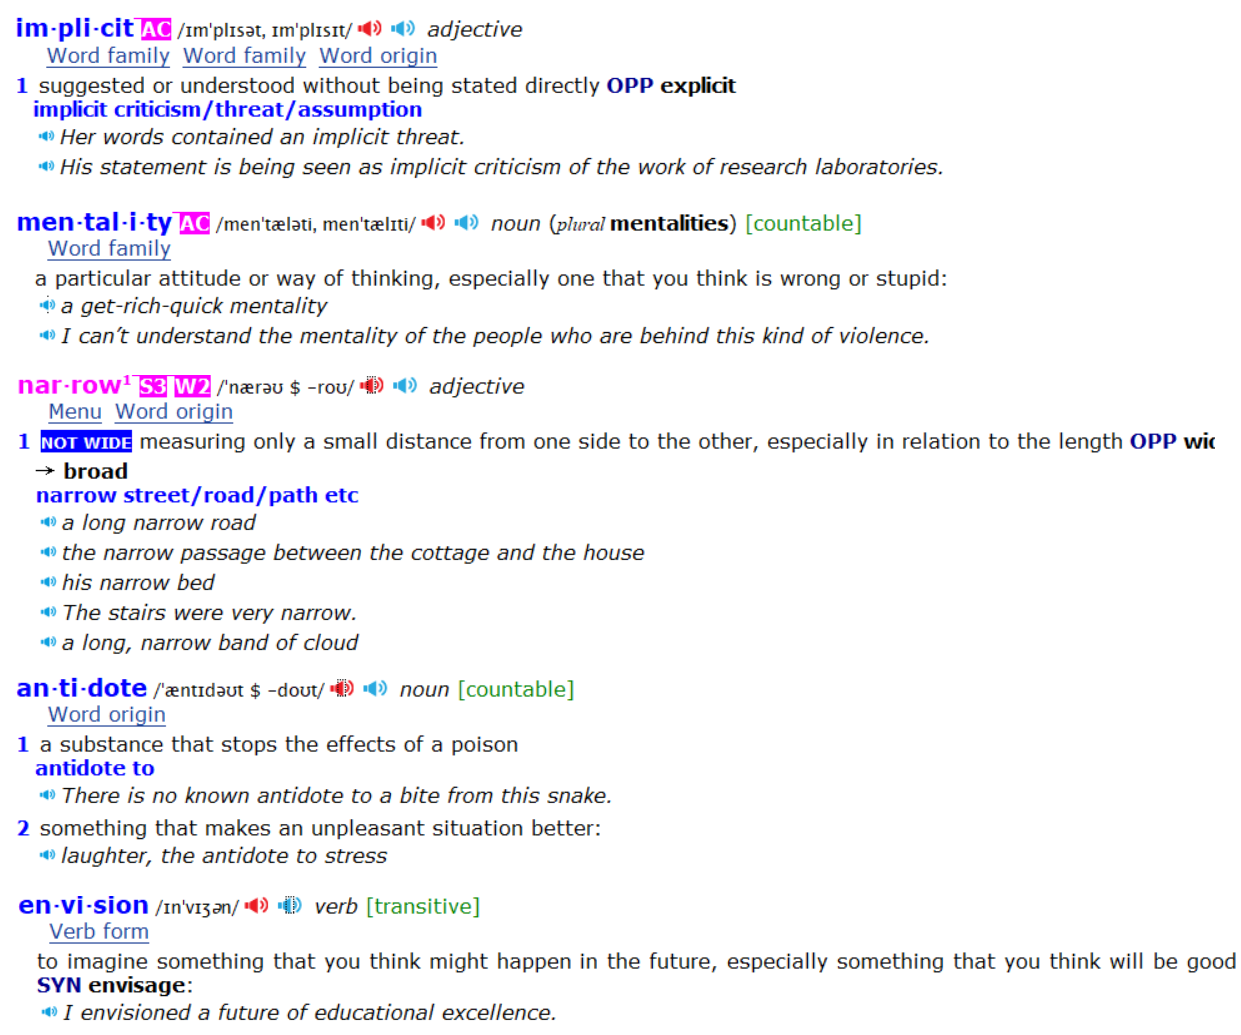 im·pli·cit AC /ɪmˈplɪsət, ɪmˈplɪsɪt/ adjective
Word family Word family Word origin
1 suggested or understood without being stated directly OPP explicit
implicit criticism/threat/assumption
Her words contained an implicit threat.
His statement is being seen as implicit criticism of the work of research laboratories.
men·tal·i·ty AC /menˈtæləti, menˈtælɪti/ noun (plural mentalities) [countable]
Word family
a particular attitude or way of thinking, especially one that you think is wrong or stupid:
a get-rich-quick mentality
I can’t understand the mentality of the people who are behind this kind of violence.
nar·row¹ S3 W2 /ˈnærəʊ $ -roʊ/ adjective
Menu Word origin
1 NOT WIDE measuring only a small distance from one side to the other, especially in relation to the length OPP
→ broad
narrow street/road/path etc
a long narrow road
the narrow passage between the cottage and the house
his narrow bed
The stairs were very narrow.
a long, narrow band of cloud
an·ti·dote /ˈæntɪdəʊt $ -doʊt/ noun [countable]
Word origin
1 a substance that stops the effects of a poison
antidote to
There is no known antidote to a bite from this snake.
2 something that makes an unpleasant situation better:
laughter, the antidote to stress
en·vi·sion /ɪnˈvɪʒən/ verb [transitive]
Verb form
to imagine something that you think might happen in the future, especially something that you think will be good
SYN envisage:
I envisioned a future of educational excellence.